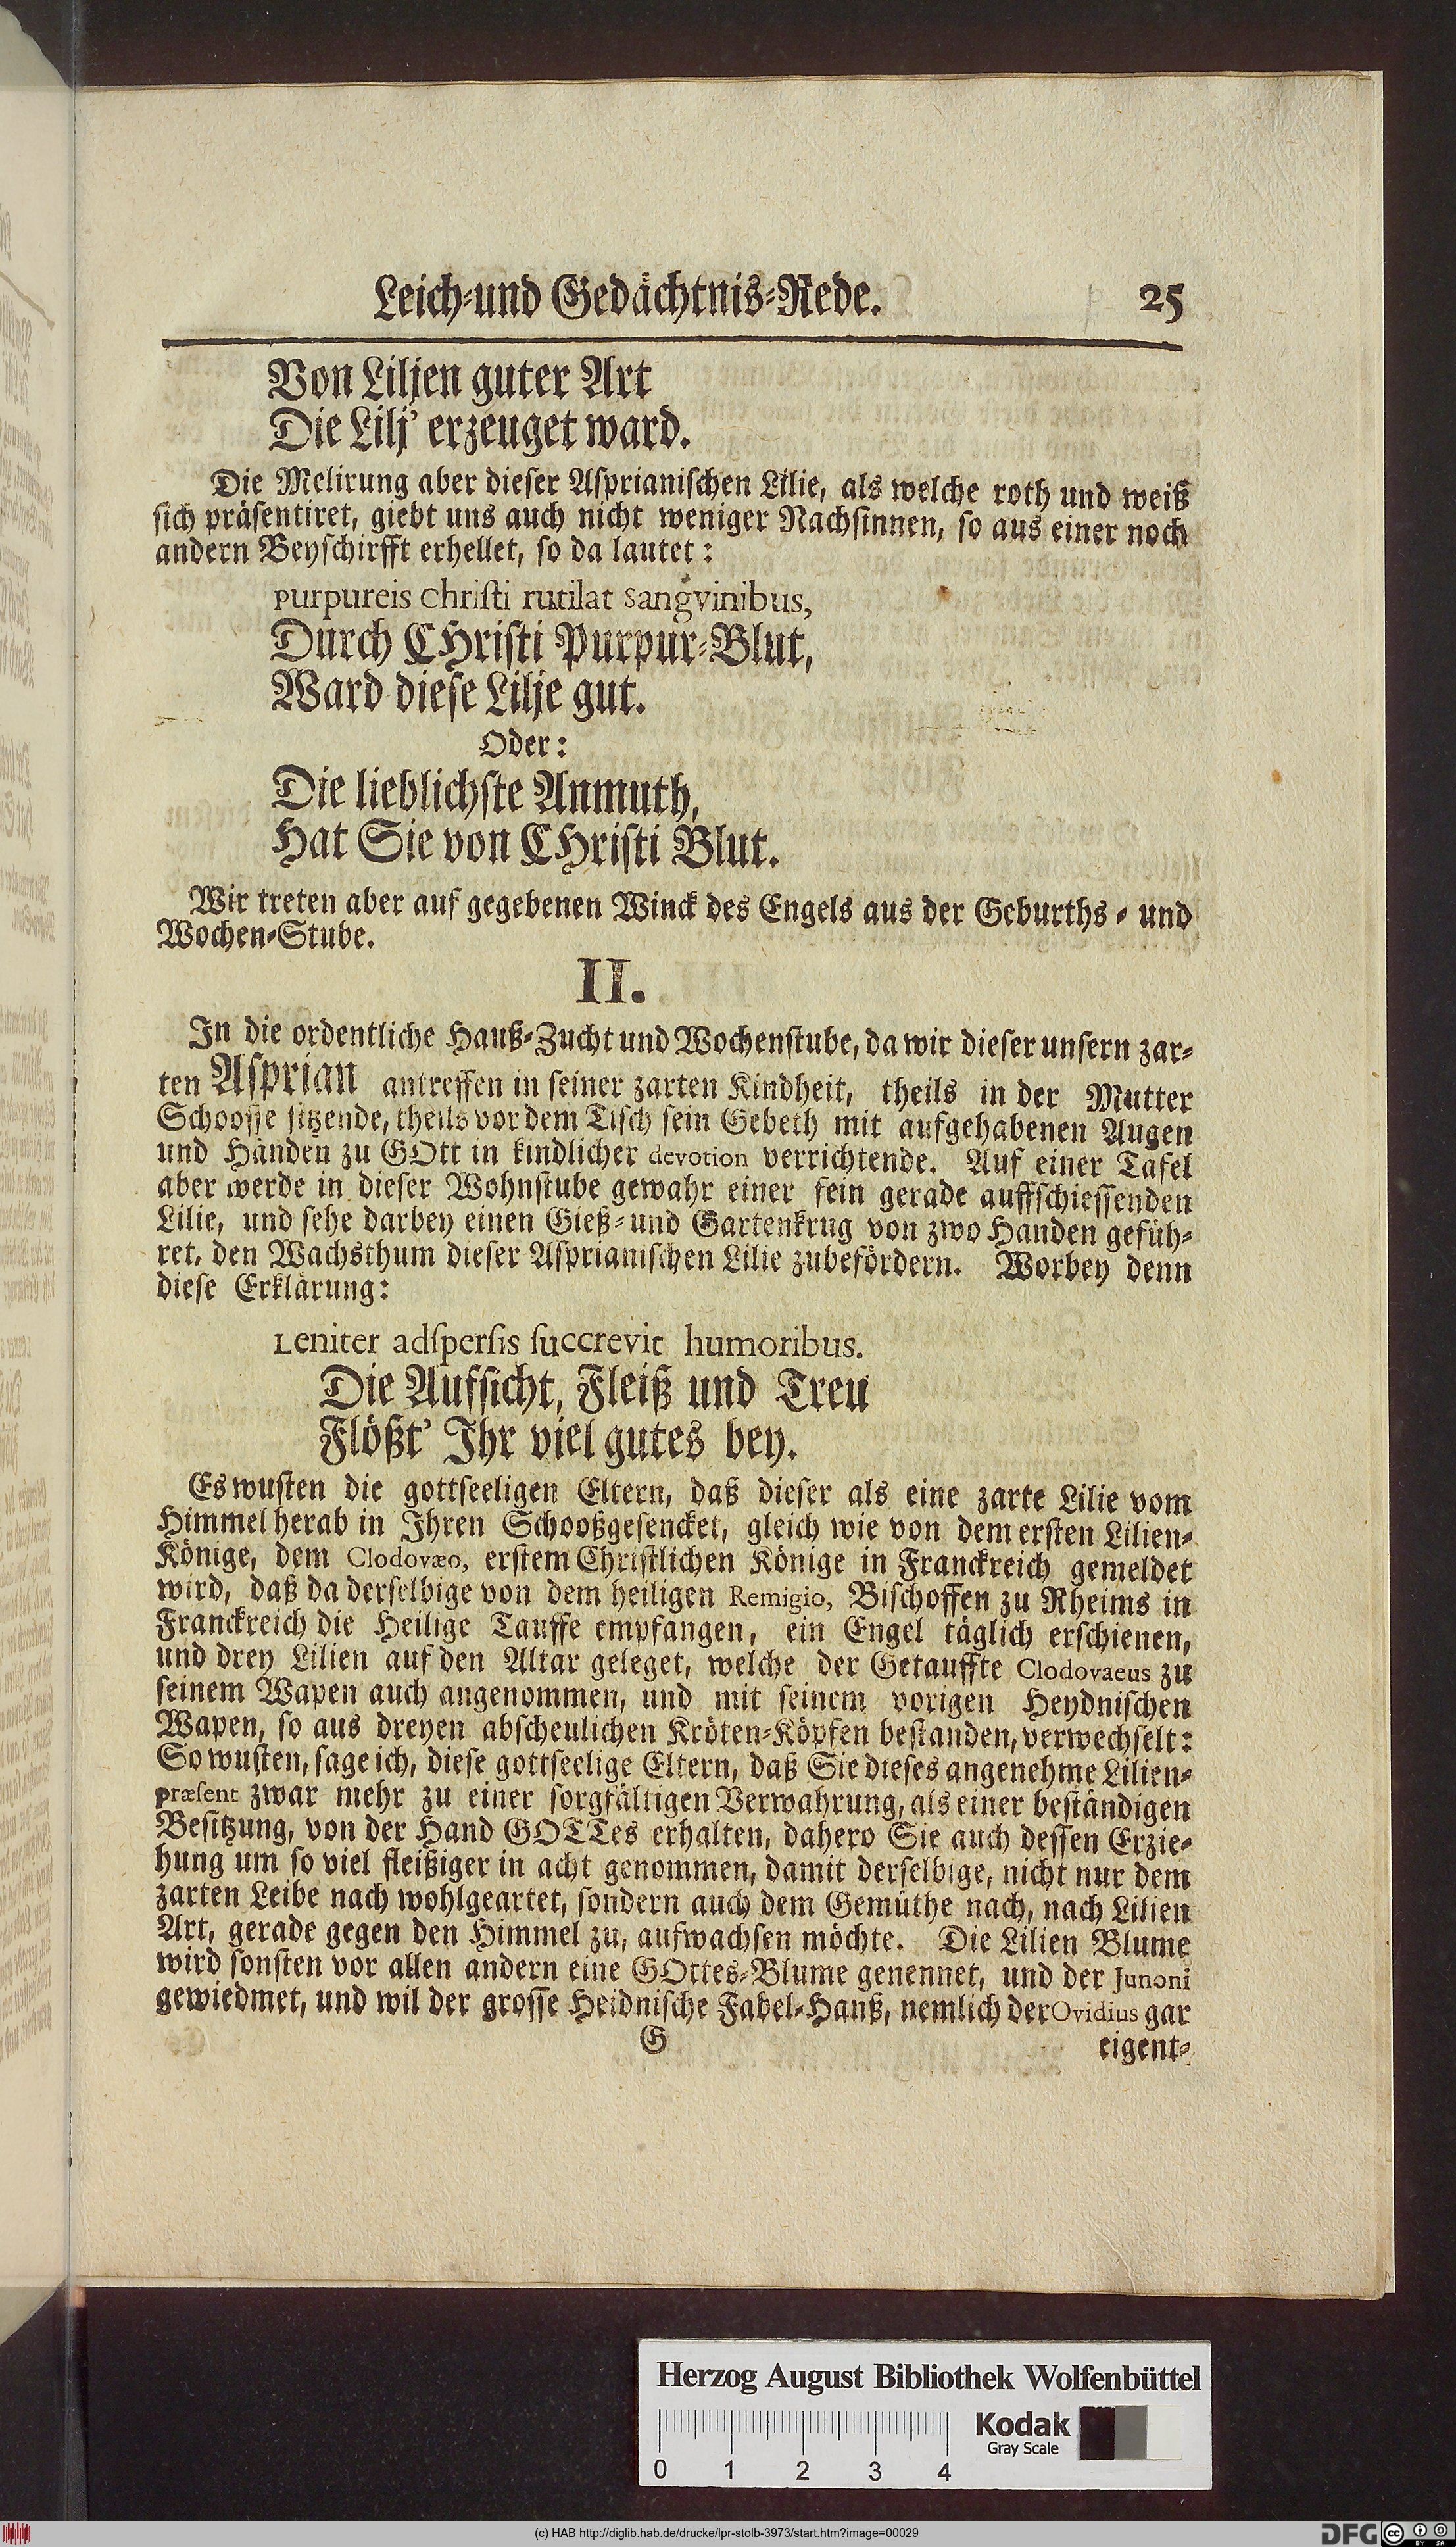 Leich-und Gedächtnis-Rede. 25
Von Liljen guter Art
Die Lilj' erzeuget ward.
Die Melirung aber dieser Asprianischen Lilie, als welche roth und weiß
sich präsentiret, giebt uns auch nicht weniger Nachsinnen, so aus einer noch
andern Beyschirfft erhellet, so da lautet:
purpureis Christi rutilat sangvinibus,
Durch CHristi Purpur-Blut,
Ward diese Lilje gut.
Oder:
Die lieblichste Anmuth,
Hat Sie von CHristi Blut.
Wir treten aber auf gegebenen Winck des Engels aus der Geburths- und
Wochen-Stube.
II.
In die ordentliche Hauß-Zucht und Wochenstube, da wir dieser unsern zar-
ten Asprian antreffen in seiner zarten Kindheit, theils in der Mutter
Schoosse sitzende, theils vor dem Tisch sein Gebeth mit aufgehabenen Augen
und Händen zu GOtt in kindlicher devotion verrichtende. Auf einer Tafel
aber werde in dieser Wohnstube gewahr einer fein gerade auffschiessenden
Lilie, und sehe darbey einen Gieß- und Gartenkrug von zwo Handen gefüh-
ret, den Wachsthum dieser Asprianischen Lilie zubefördern. Worbey denn
diese Erklärung:
Leniter adſperſis ſuccrevit humoribus.
Die Aufsicht, Fleiß und Treu
Flößt' Ihr viel gutes bey.
Es wusten die gottseeligen Eltern, daß dieser als eine zarte Lilie vom
Himmel herab in Ihren Schooßgesencket, gleich wie von dem ersten Lilien-
Könige, dem Clodovæo, erstem Christlichen Könige in Franckreich gemeldet
wird, daß da derselbige von dem heiligen Remigio, Bischoffen zu Rheims in
Franckreich die Heilige Tauffe empfangen, ein Engel täglich erschienen,
und drey Lilien auf den Altar geleget, welche der Getauffte Clodovaeus zu
seinem Wapen auch angenommen, und mit seinem vorigen Heydnischen
Wapen, so aus dreyen abscheulichen Kröten-Köpfen bestanden, verwechselt:
So wusten, sage ich, diese gottseelige Eltern, daß Sie dieses angenehme Lilien-
præſent zwar mehr zu einer sorgfältigen Verwahrung, als einer beständigen
Besitzung, von der Hand GOTTes erhalten, dahero Sie auch dessen Erzie-
hung um so viel fleißiger in acht genommen, damit derselbige, nicht nur dem
zarten Leibe nach wohlgeartet, sondern auch dem Gemüthe nach, nach Lilien
Art, gerade gegen den Himmel zu, aufwachsen möchte. Die Lilien Blume
wird sonsten vor allen andern eine GOttes-Blume genennet, und der Junoni
gewiedmet, und wil der grosse Heidnische Fabel-Hanß, nemlich der Ovidius gar
G eigent-
Herzog August Bibliothek Wolfenbüttel
Kodak
Gray Scale
0 1 2 3 4
(c) HAB http://diglib.hab.de/drucke/lpr-stolb-3973/start.htm?image=00029
DFG cc BY SA